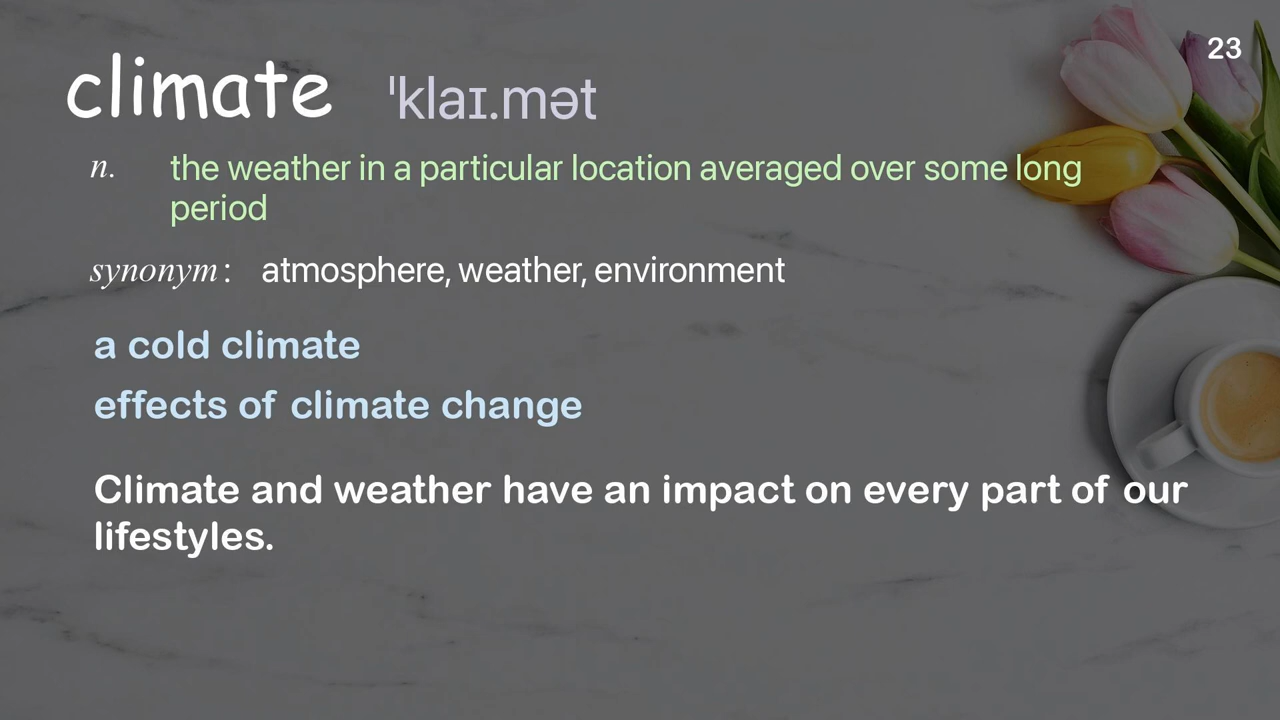 23
climate ˈklaɪ.mət
n. the weather in a particular location averaged over some long
period
synonym: atmosphere, weather, environment
a cold climate
effects of climate change
Climate and weather have an impact on every part of our
lifestyles.